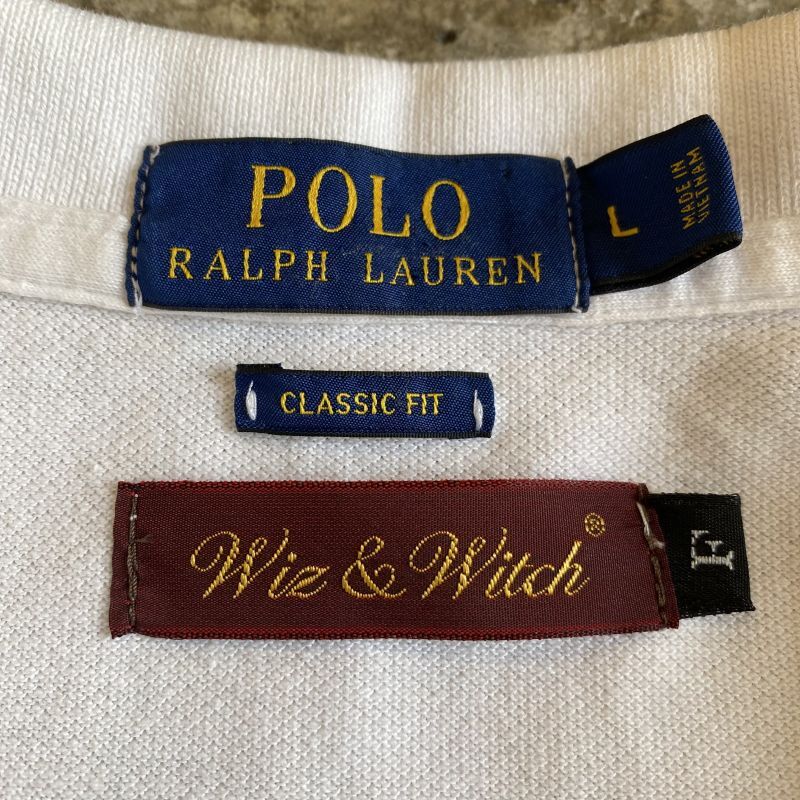 POLO
RALPH LAUREN
L
MADE IN
VIETNAM
CLASSIC FIT
Wiz & Witch®
F